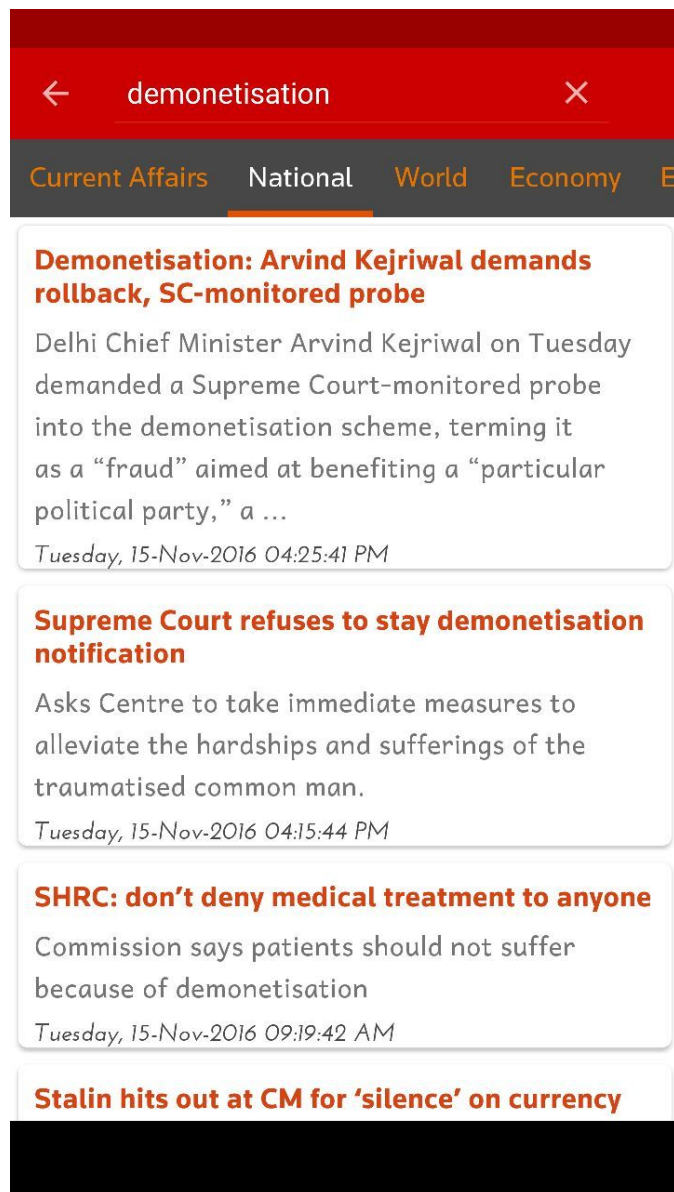 demonetisation
Current Affairs National World Economy E
Demonetisation: Arvind Kejriwal demands
rollback, SC-monitored probe
Delhi Chief Minister Arvind Kejriwal on Tuesday
demanded a Supreme Court-monitored probe
into the demonetisation scheme, terming it
as a “fraud” aimed at benefiting a “particular
political party,” a ...
Tuesday, 15-Nov-2016 04:25:41 PM
Supreme Court refuses to stay demonetisation
notification
Asks Centre to take immediate measures to
alleviate the hardships and sufferings of the
traumatised common man.
Tuesday, 15-Nov-2016 04:15:44 PM
SHRC: don’t deny medical treatment to anyone
Commission says patients should not suffer
because of demonetisation
Tuesday, 15-Nov-2016 09:19:42 AM
Stalin hits out at CM for ‘silence’ on currency